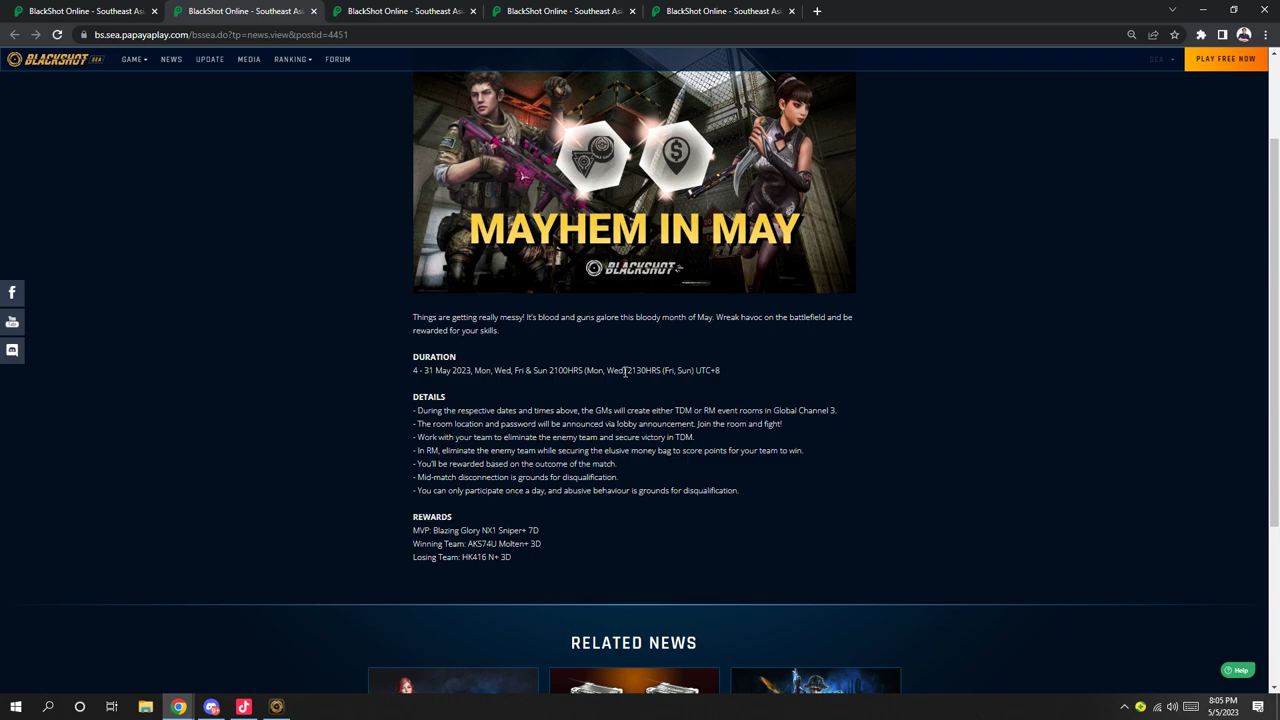 BlackShot Online - Southeast Asi
BlackShot Online - Southeast Asi
BlackShot Online - Southeast Asi
BlackShot Online - Southeast Asi
BlackShot Online - Southeast Asi
bs.sea.papayaplay.com/bssea.do?tp=news.view&postid=4451
BLACKSHOT SEA
GAME
NEWS
UPDATE
MEDIA
RANKING
FORUM
SEA
PLAY FREE NOW
MAYHEM IN MAY
BLACKSHOT
Things are getting really messy! It's blood and guns galore this bloody month of May. Wreak havoc on the battlefield and be
rewarded for your skills.
DURATION
4 - 31 May 2023, Mon, Wed, Fri & Sun 2100HRS (Mon, Wed) 2130HRS (Fri, Sun) UTC+8
DETAILS
- During the respective dates and times above, the GMs will create either TDM or RM event rooms in Global Channel 3.
- The room location and password will be announced via lobby announcement. Join the room and fight!
- Work with your team to eliminate the enemy team and secure victory in TDM.
- In RM, eliminate the enemy team while securing the elusive money bag to score points for your team to win.
- You'll be rewarded based on the outcome of the match.
- Mid-match disconnection is grounds for disqualification.
- You can only participate once a day, and abusive behaviour is grounds for disqualification.
REWARDS
MVP: Blazing Glory NX1 Sniper+ 7D
Winning Team: AKS74U Molten+ 3D
Losing Team: HK416 N+ 3D
RELATED NEWS
Help
8:05 PM
5/5/2023